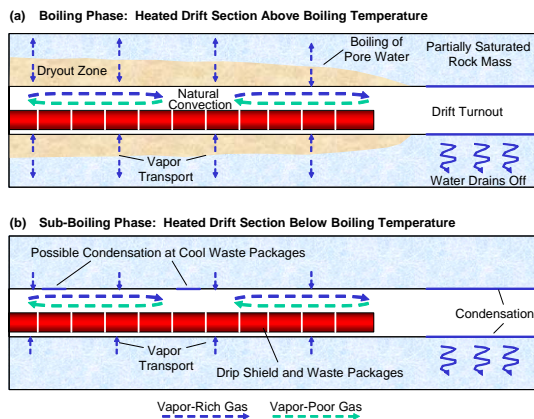 (a) Boiling Phase: Heated Drift Section Above Boiling Temperature
Boiling of
Pore Water
Partially Saturated
Rock Mass
Dryout Zone
Natural
Convection
Drift Turnout
Vapor
Transport
Water Drains Off
(b) Sub-Boiling Phase: Heated Drift Section Below Boiling Temperature
Possible Condensation at Cool Waste Packages
Condensation
Vapor
Transport
Drip Shield and Waste Packages
Vapor-Rich Gas
Vapor-Poor Gas